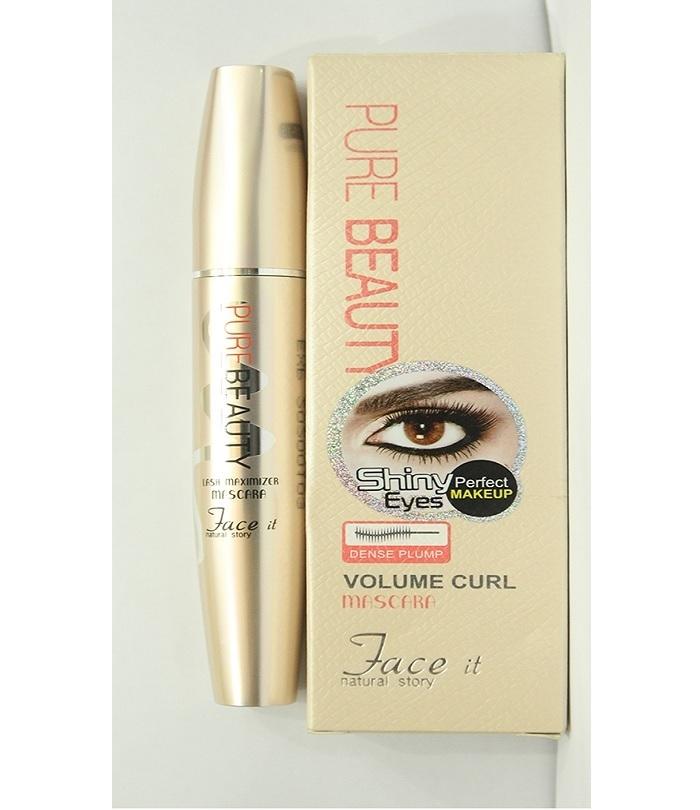 PURE BEAUTY
LASH MAXIMIZER
MASCARA
Face it
natural story
PURE BEAUTY
Shiny
Eyes
Perfect
MAKEUP
DENSE PLUMP
VOLUME CURL
MASCARA
Face it
natural story